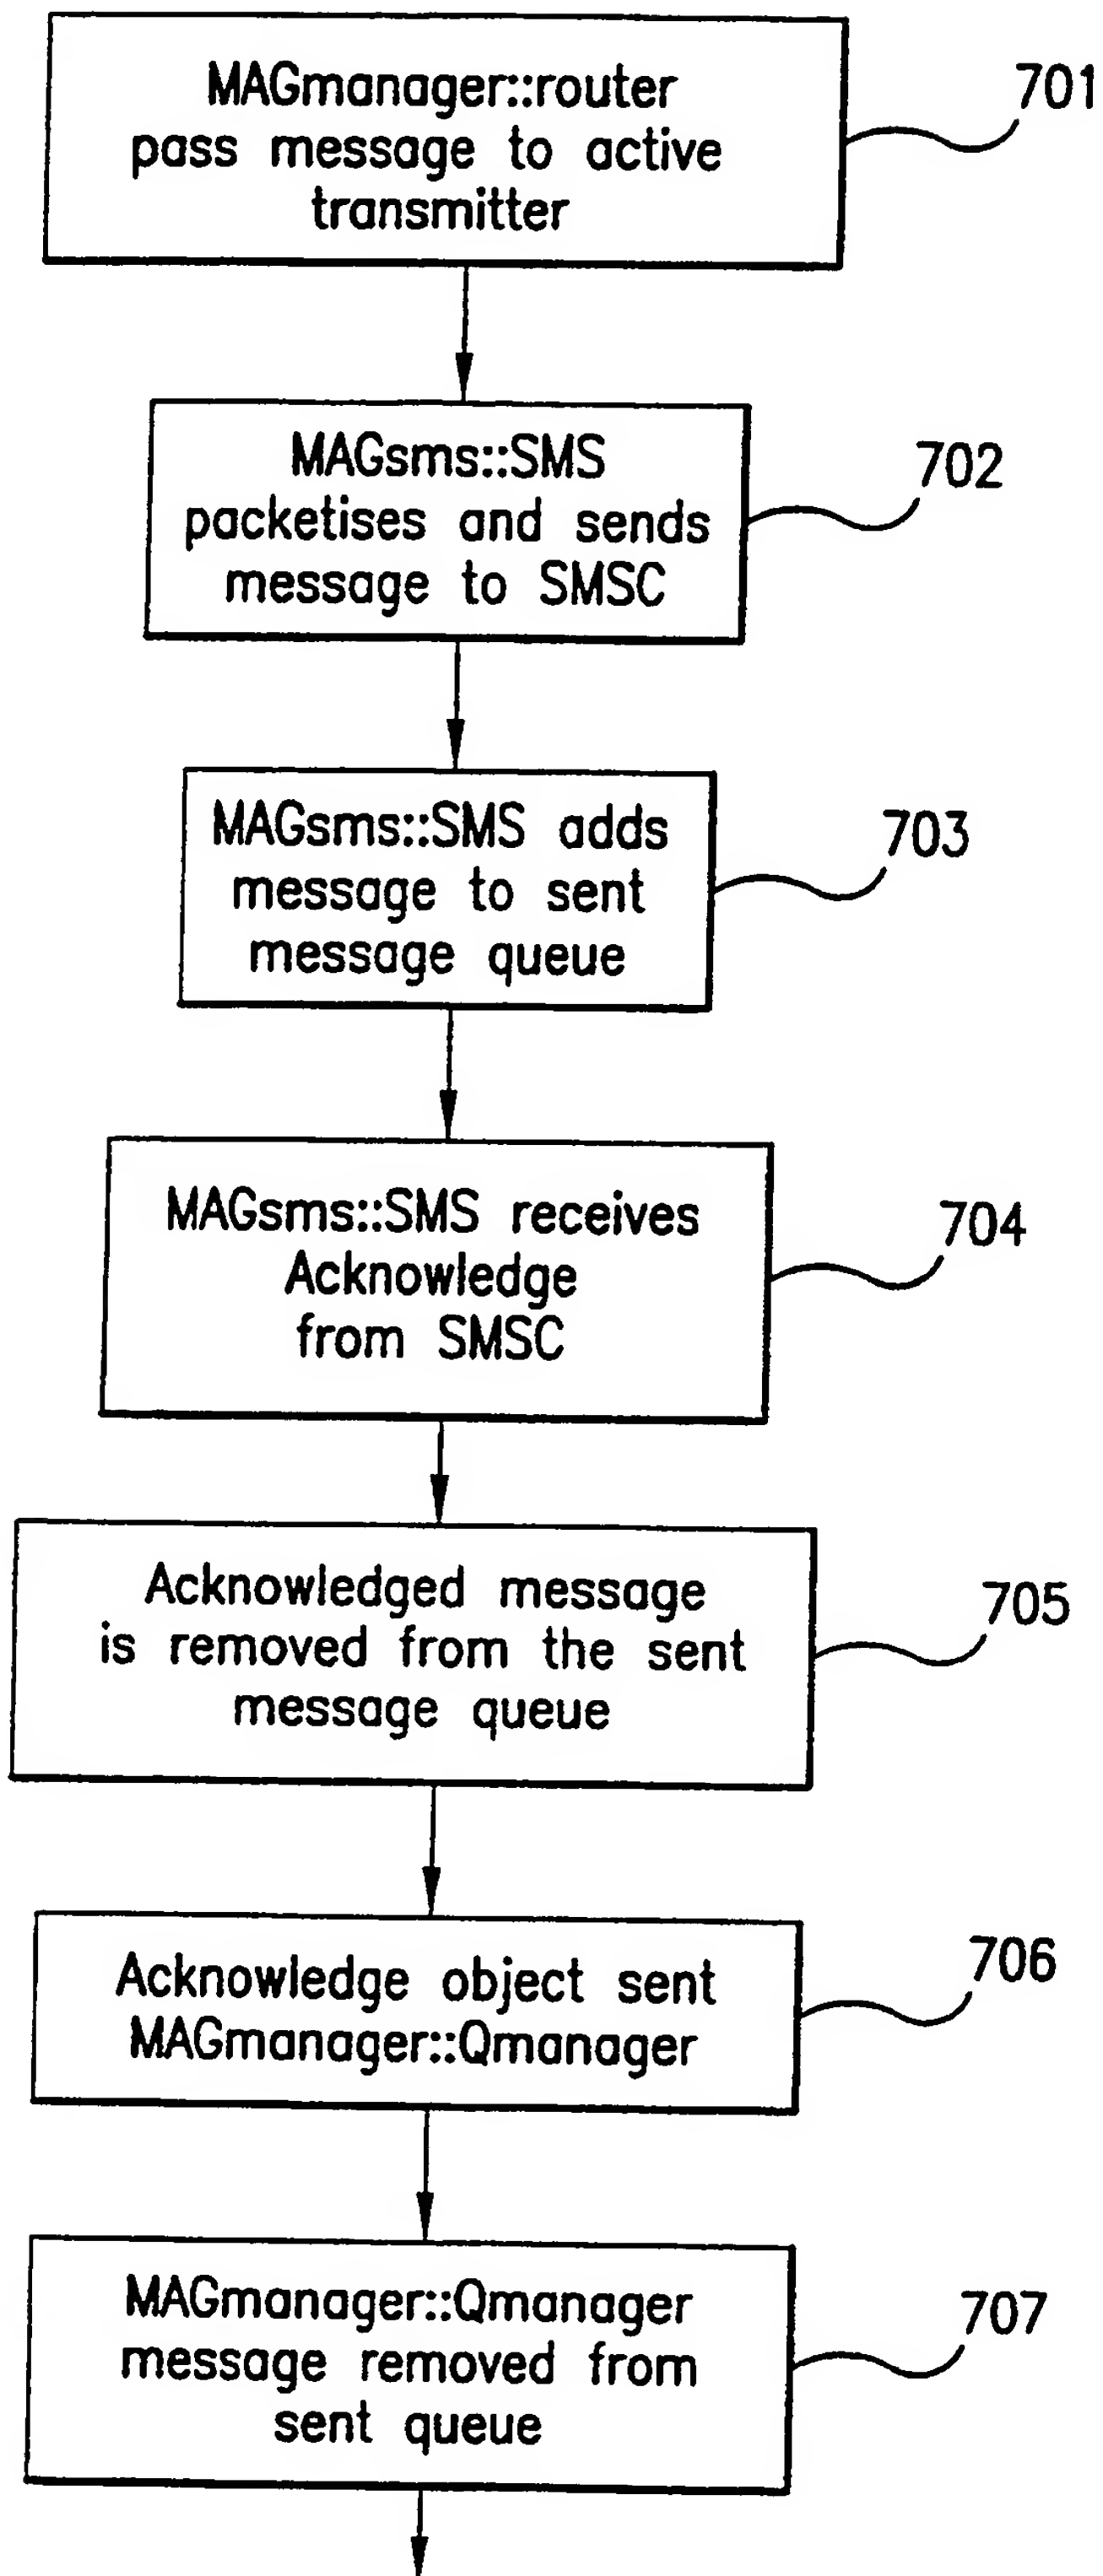 MAGmanager::router
pass message to active
transmitter
701
MAGsms::SMS
packetises and sends
message to SMSC
702
MAGsms::SMS adds
message to sent
message queue
703
MAGsms::SMS receives
Acknowledge
from SMSC
704
Acknowledged message
is removed from the sent
message queue
705
Acknowledge object sent
MAGmanager::Qmanager
706
MAGmanager::Qmanager
message removed from
sent queue
707